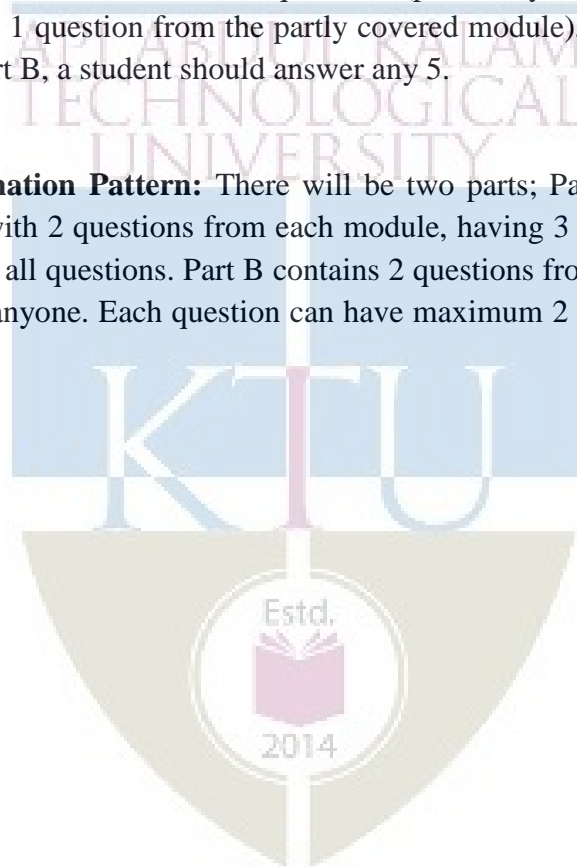 1 question from the partly covered module),
APJ ABDUL KALAM
rt B, a student should answer any 5.
TECHNOLOGICAL
UNIVERSITY
nation Pattern: There will be two parts; Pa
vith 2 questions from each module, having 3
all questions. Part B contains 2 questions fro
anyone. Each question can have maximum 2
KTU
Estd.
2014